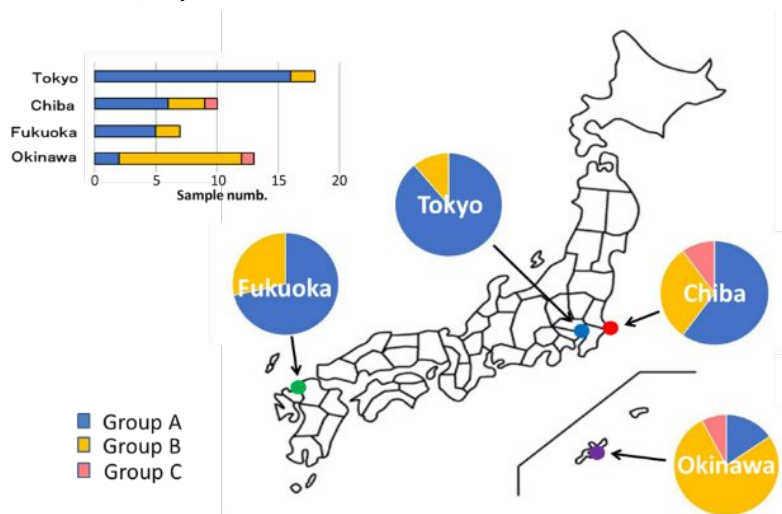 Tokyo
Chiba
Fukuoka
Okinawa
0 5 10 15 20
Sample numb.
Tokyo
Fukuoka
Chiba
Okinawa
Group A
Group B
Group C